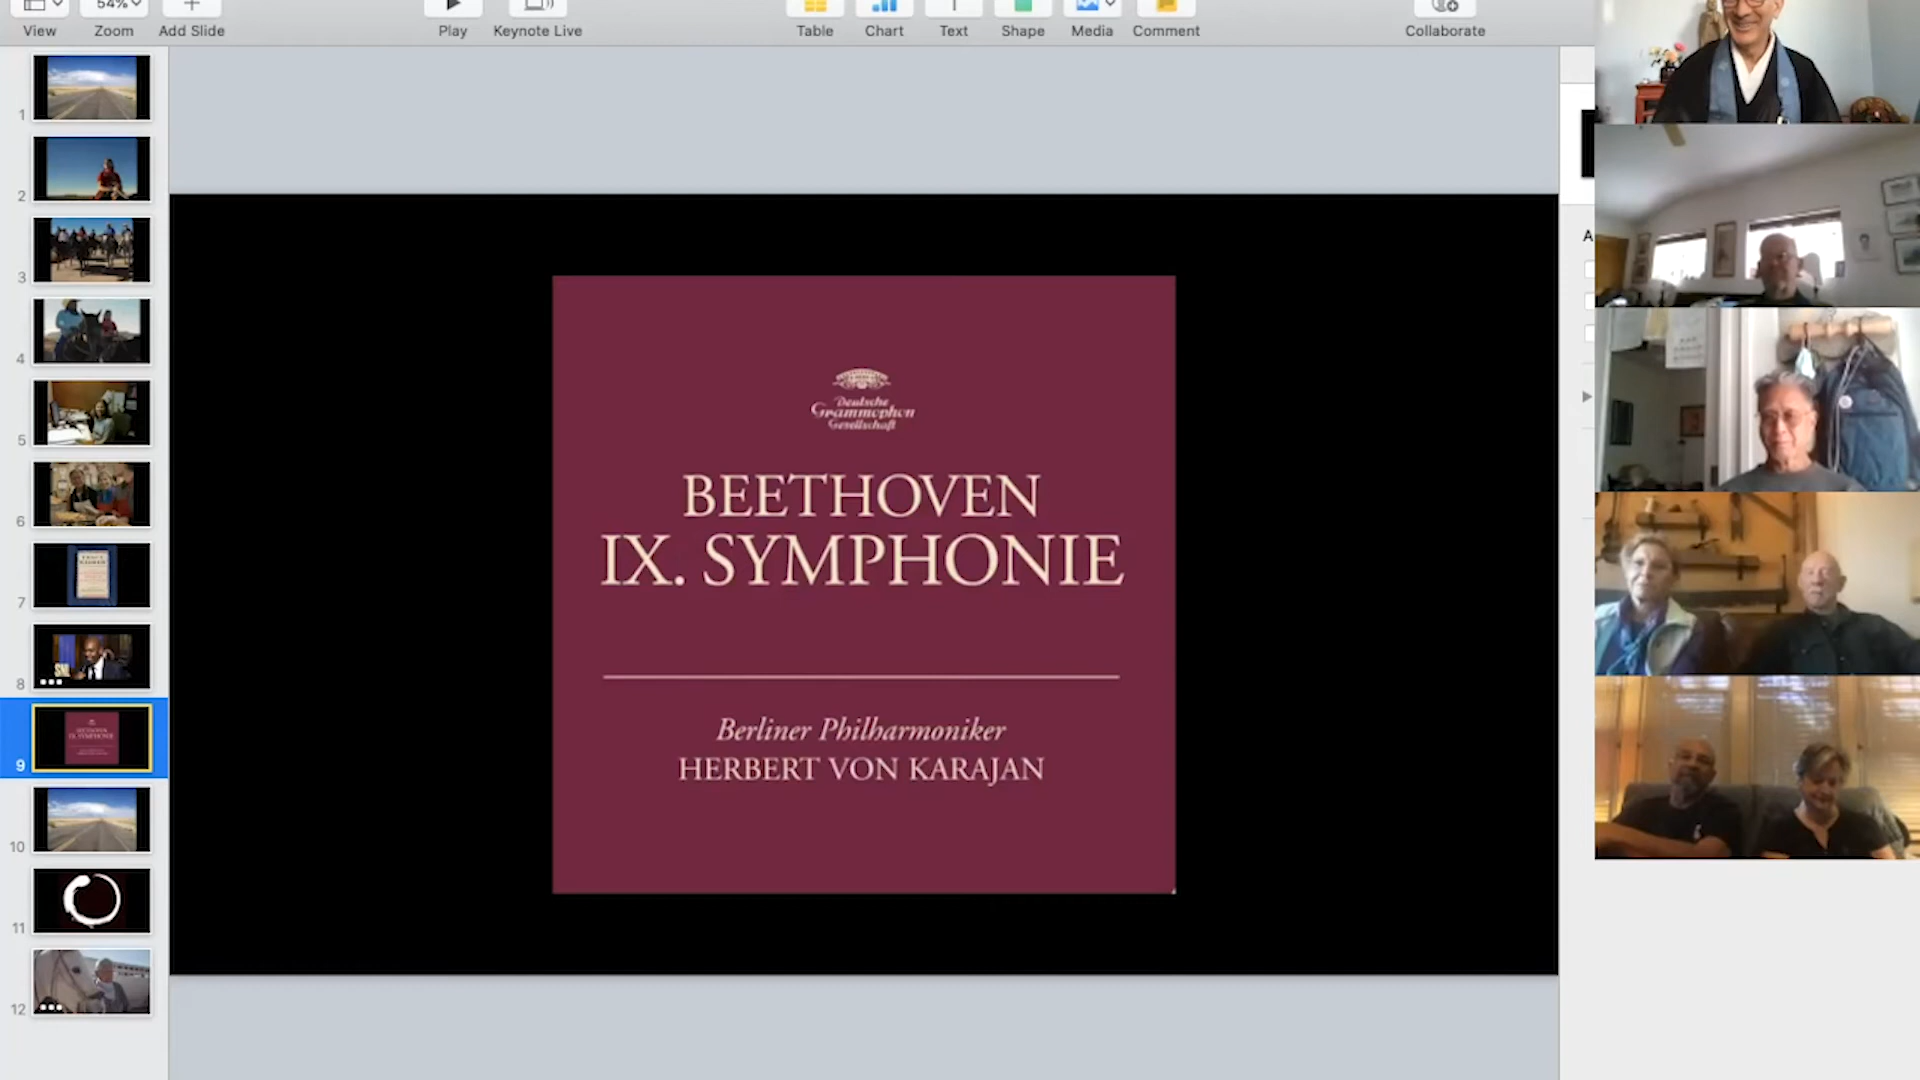 54%
View
Zoom
Add Slide
Play
Keynote Live
Table
Chart
Text
Shape
Media
Comment
Collaborate
1
2
3
4
5
6
7
8
9
10
11
12
Deutsche
Grammophon
Gesellschaft
BEETHOVEN
IX. SYMPHONIE
Berliner Philharmoniker
HERBERT VON KARAJAN
A